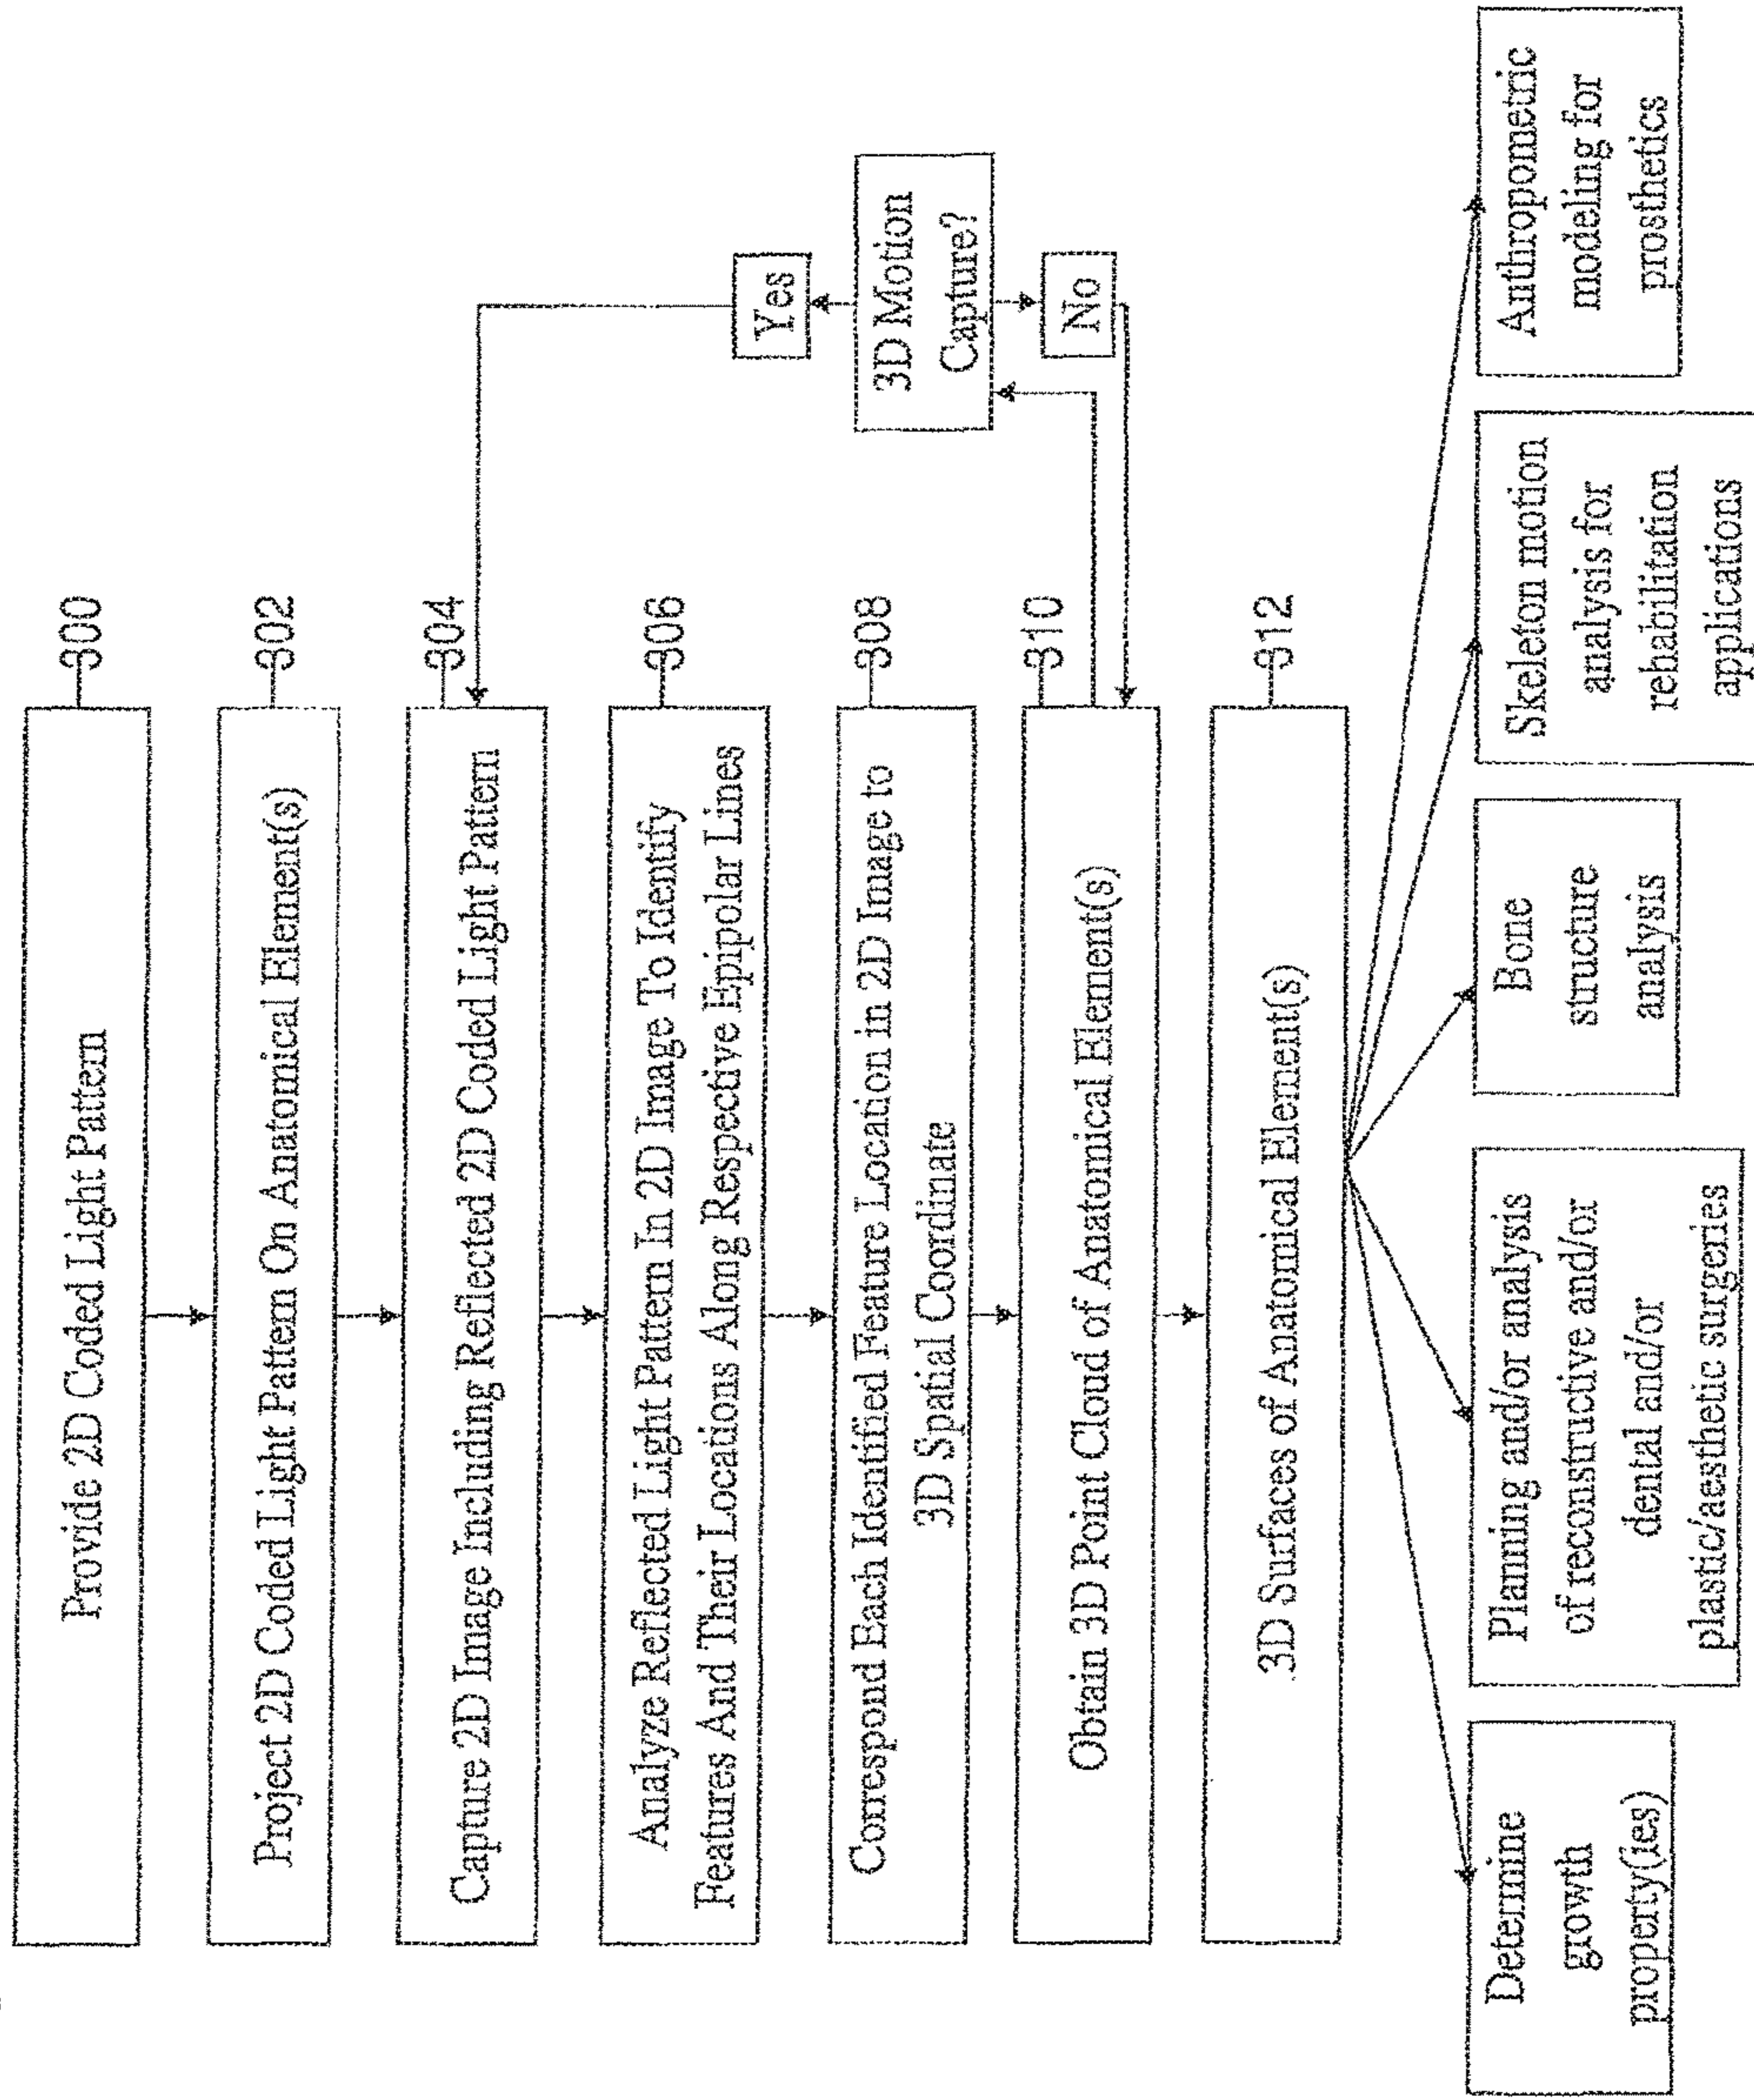 Provide 2D Coded Light Pattern
300
Project 2D Coded Light Pattern On Anatomical Element(s)
302
Capture 2D Image Including Reflected 2D Coded Light Pattern
304
Analyze Reflected Light Pattern In 2D Image To Identify
Features And Their Locations Along Respective Epipolar Lines
306
Correspond Each Identified Feature Location in 2D Image to
3D Spatial Coordinate
308
Obtain 3D Point Cloud of Anatomical Element(s)
310
Yes
3D Motion
Capture?
No
3D Surfaces of Anatomical Element(s)
312
Determine
growth
property(ies)
Planning and/or analysis
of reconstructive and/or
dental and/or
plastic/aesthetic surgeries
Bone
structure
analysis
Skeleton motion
analysis for
rehabilitation
applications
Anthropometric
modeling for
prosthetics